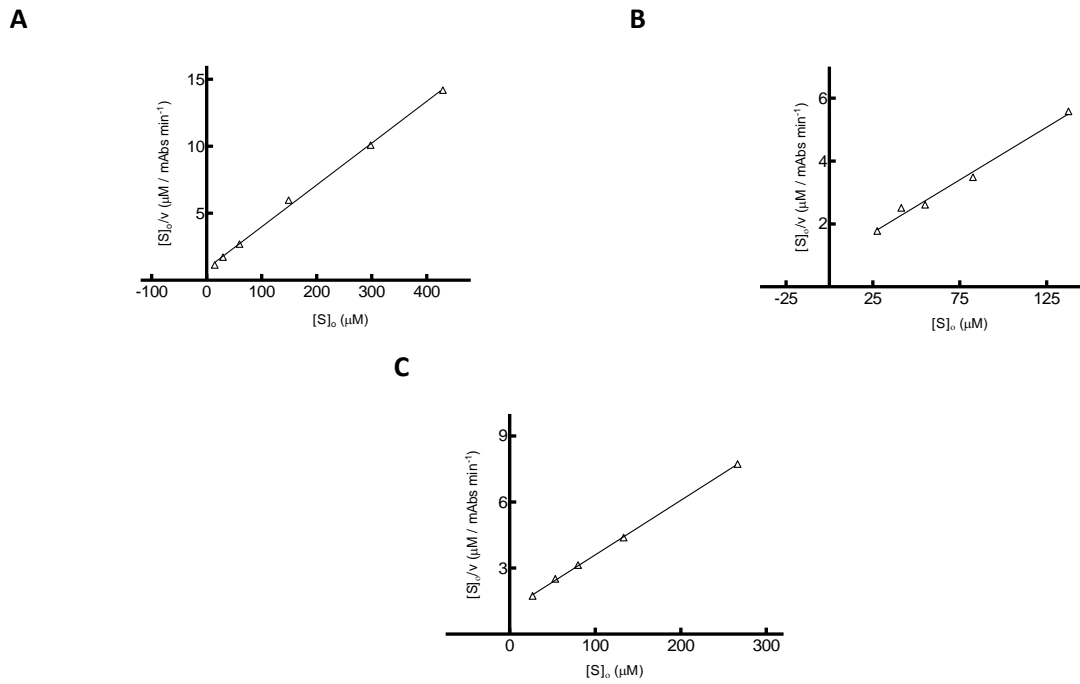 A
15
10
5
-100 0 100 200 300 400
[S]ₒ/v (μM / mAbs min⁻¹)
[S]ₒ (μM)
B
6
4
2
-25 25 75 125
[S]ₒ/v (μM / mAbs min⁻¹)
[S]ₒ (μM)
C
9
6
3
0 100 200 300
[S]ₒ/v (μM / mAbs min⁻¹)
[S]ₒ (μM)